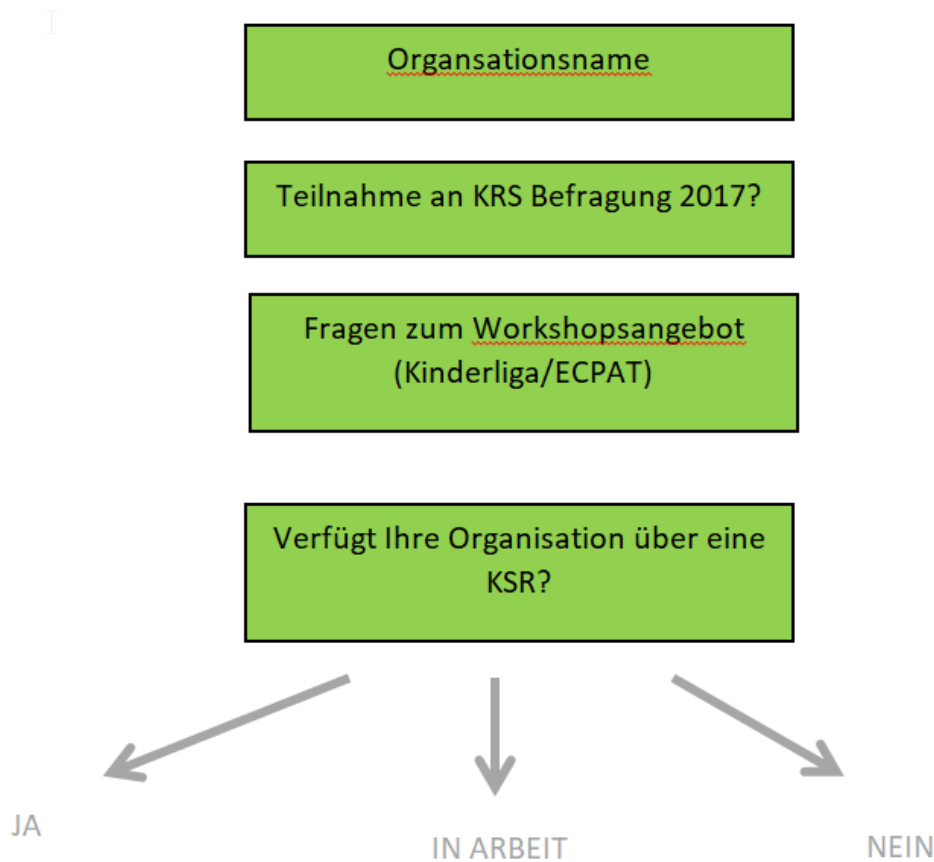 Organsationsname
Teilnahme an KRS Befragung 2017?
Fragen zum Workshopsangebot
(Kinderliga/ECPAT)
Verfügt Ihre Organisation über eine
KSR?
JA
IN ARBEIT
NEIN